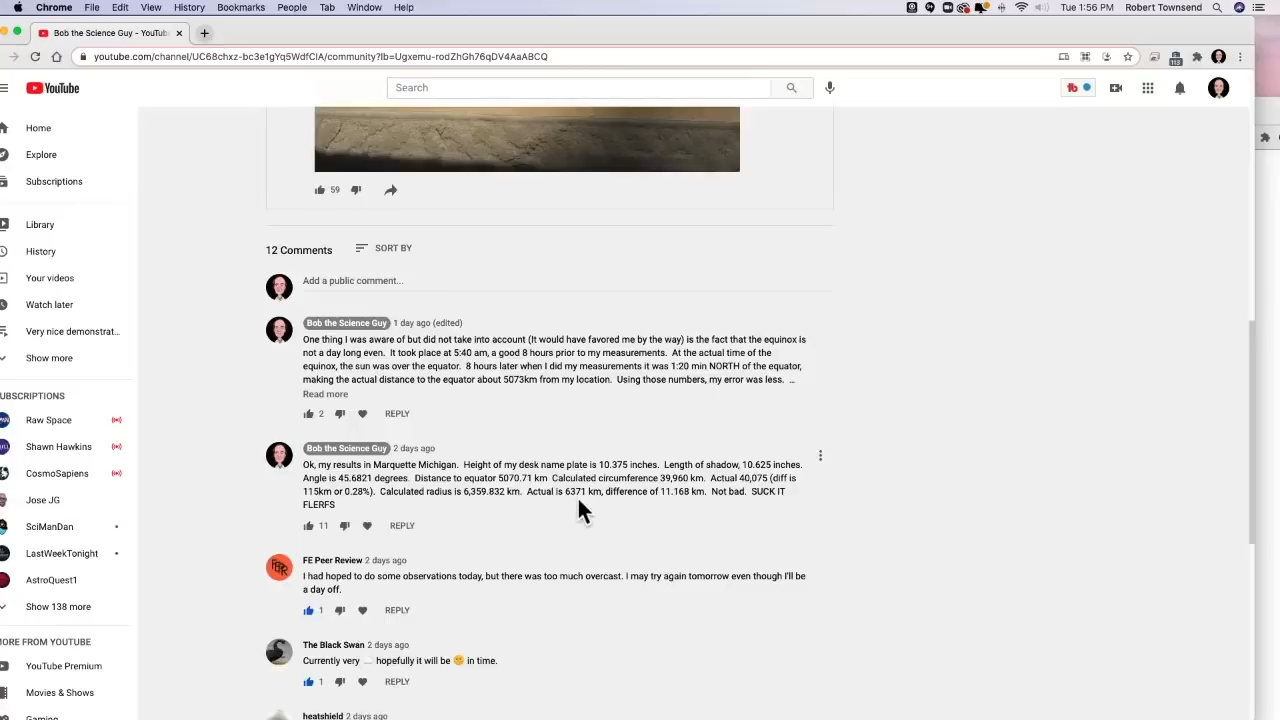 Chrome File Edit View History Bookmarks People Tab Window Help Tue 1:56 PM Robert Townsend
Bob the Science Guy - YouTub
youtube.com/channel/UC68chxz-bc3e1gYq5WdfClA/community?lb=Ugxemu-rodZhGh76qDV4AaABCQ
113
YouTube
Search
Home
Explore
Subscriptions
Library
History
Your videos
Watch later
Very nice demonstrat...
Show more
SUBSCRIPTIONS
Raw Space
Shawn Hawkins
CosmoSapiens
Jose JG
SciManDan
LastWeekTonight
AstroQuest1
Show 138 more
MORE FROM YOUTUBE
YouTube Premium
Movies & Shows
Gaming
59
12 Comments SORT BY
Add a public comment...
Bob the Science Guy 1 day ago (edited)
One thing I was aware of but did not take into account (It would have favored me by the way) is the fact that the equinox is
not a day long even. It took place at 5:40 am, a good 8 hours prior to my measurements. At the actual time of the
equinox, the sun was over the equator. 8 hours later when I did my measurements it was 1:20 min NORTH of the equator,
making the actual distance to the equator about 5073km from my location. Using those numbers, my error was less. ...
Read more
2 REPLY
Bob the Science Guy 2 days ago
Ok, my results in Marquette Michigan. Height of my desk name plate is 10.375 inches. Length of shadow, 10.625 inches.
Angle is 45.6821 degrees. Distance to equator 5070.71 km Calculated circumference 39,960 km. Actual 40,075 (diff is
115km or 0.28%). Calculated radius is 6,359.832 km. Actual is 6371 km, difference of 11.168 km. Not bad. SUCK IT
FLERFS
11 REPLY
FE Peer Review 2 days ago
I had hoped to do some observations today, but there was too much overcast. I may try again tomorrow even though I'll be
a day off.
1 REPLY
The Black Swan 2 days ago
Currently very hopefully it will be in time.
1 REPLY
heatshield 2 days ago